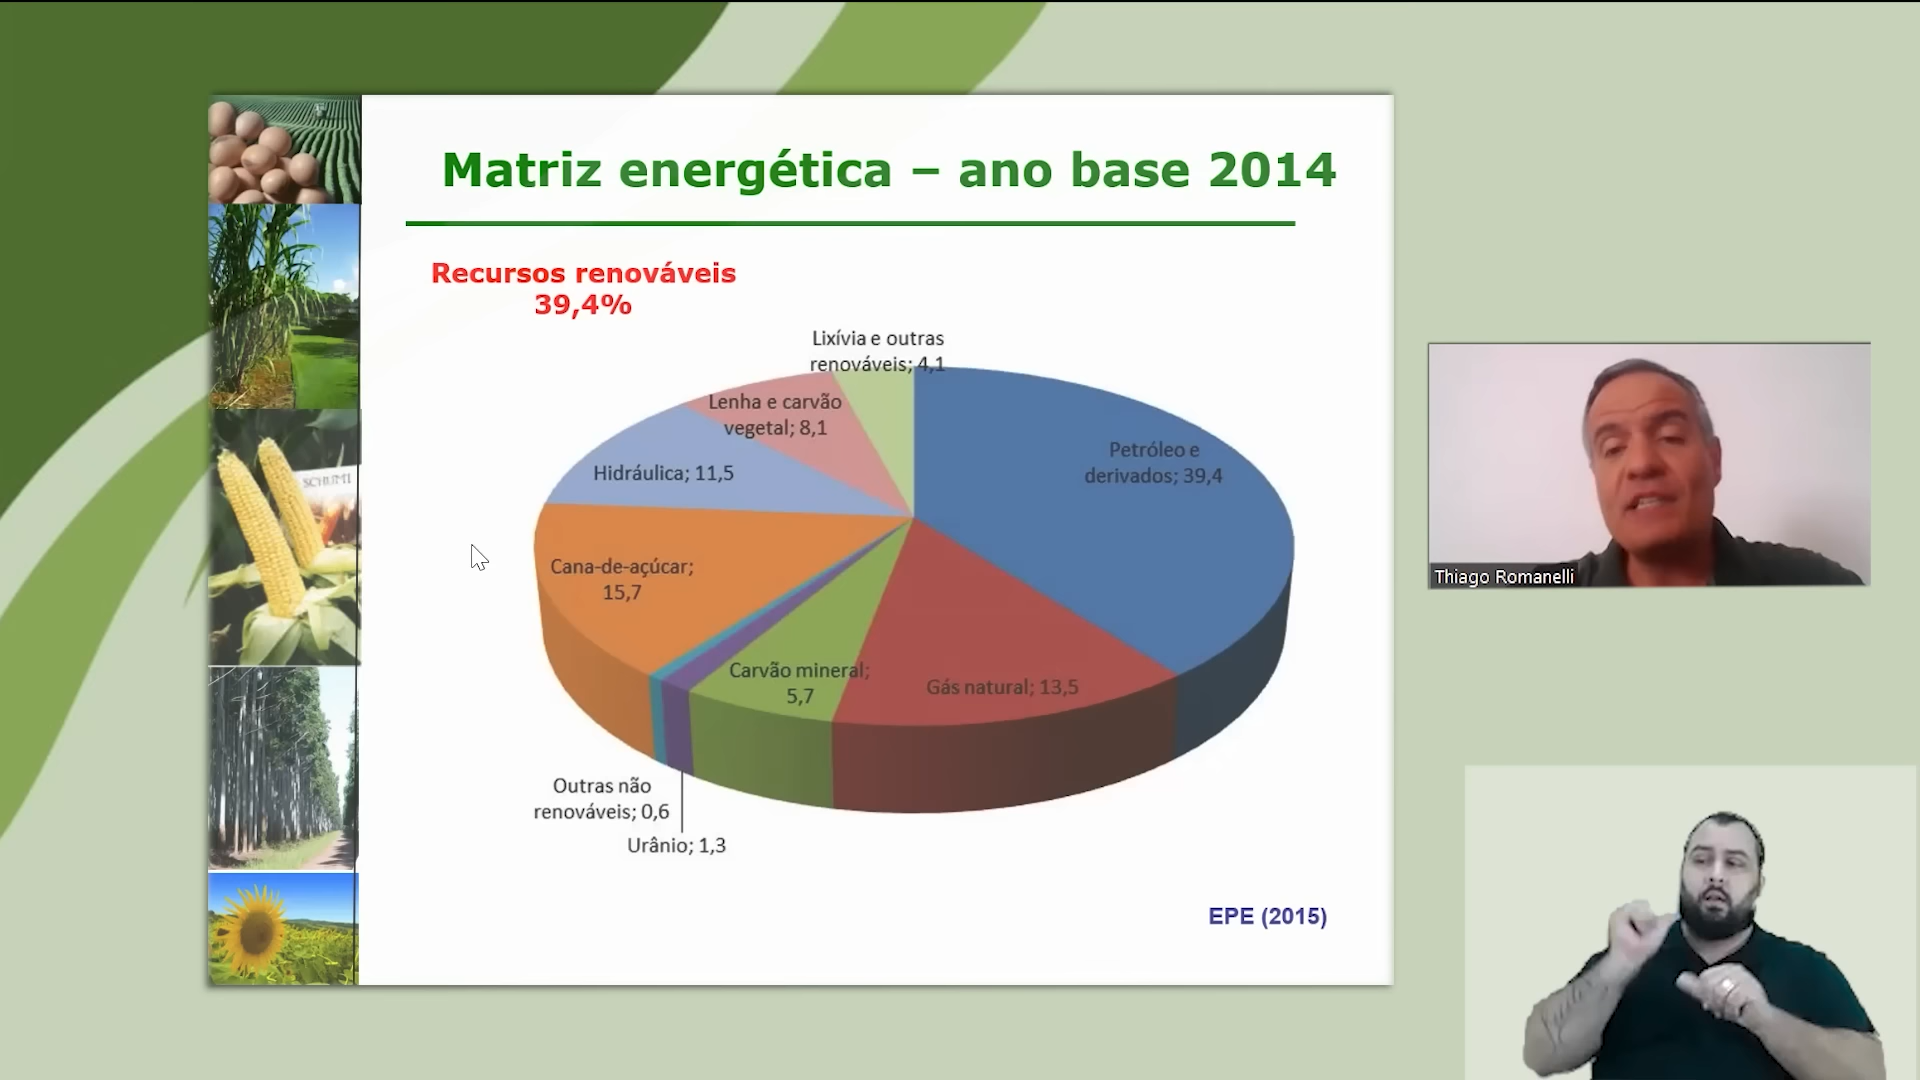 Matriz energética – ano base 2014
Recursos renováveis
39,4%
Lixívia e outras
renováveis; 4,1
Lenha e carvão
vegetal; 8,1
Petróleo e
derivados; 39,4
Hidráulica; 11,5
Cana-de-açúcar;
15,7
Carvão mineral;
5,7
Gás natural; 13,5
Outras não
renováveis; 0,6
Urânio; 1,3
EPE (2015)
Thiago Romanelli